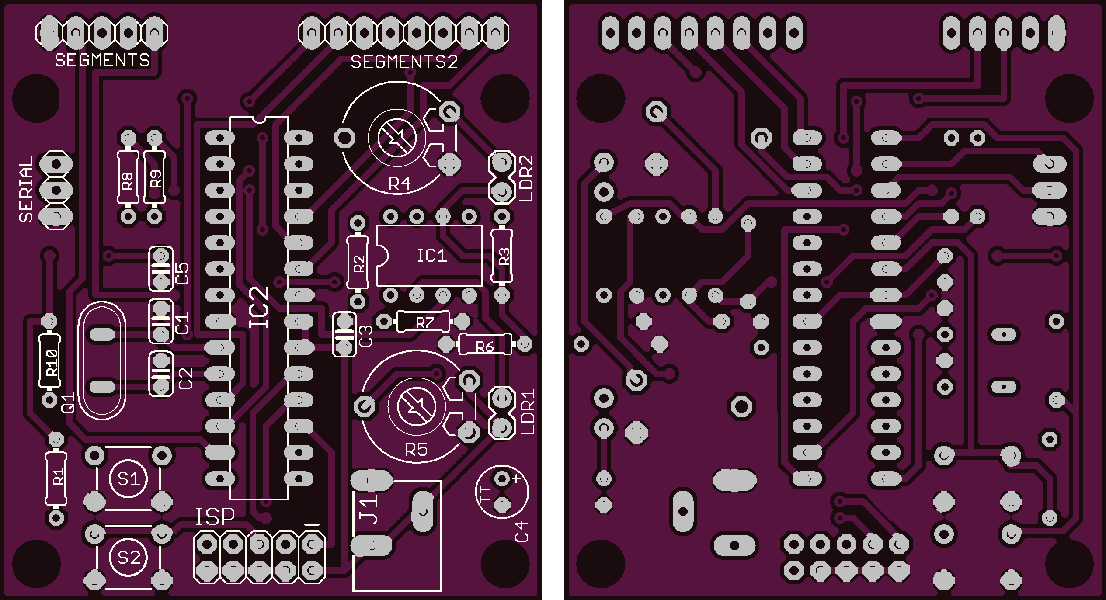 SEGMENTS
SEGMENTS2
SERIAL
R8
R9
R4
LDR2
C5
R2
IC1
R3
C1
IC2
C3
R7
R6
R10
C2
Q1
R5
LDR1
R1
S1
J1
TT
+
C4
ISP
S2